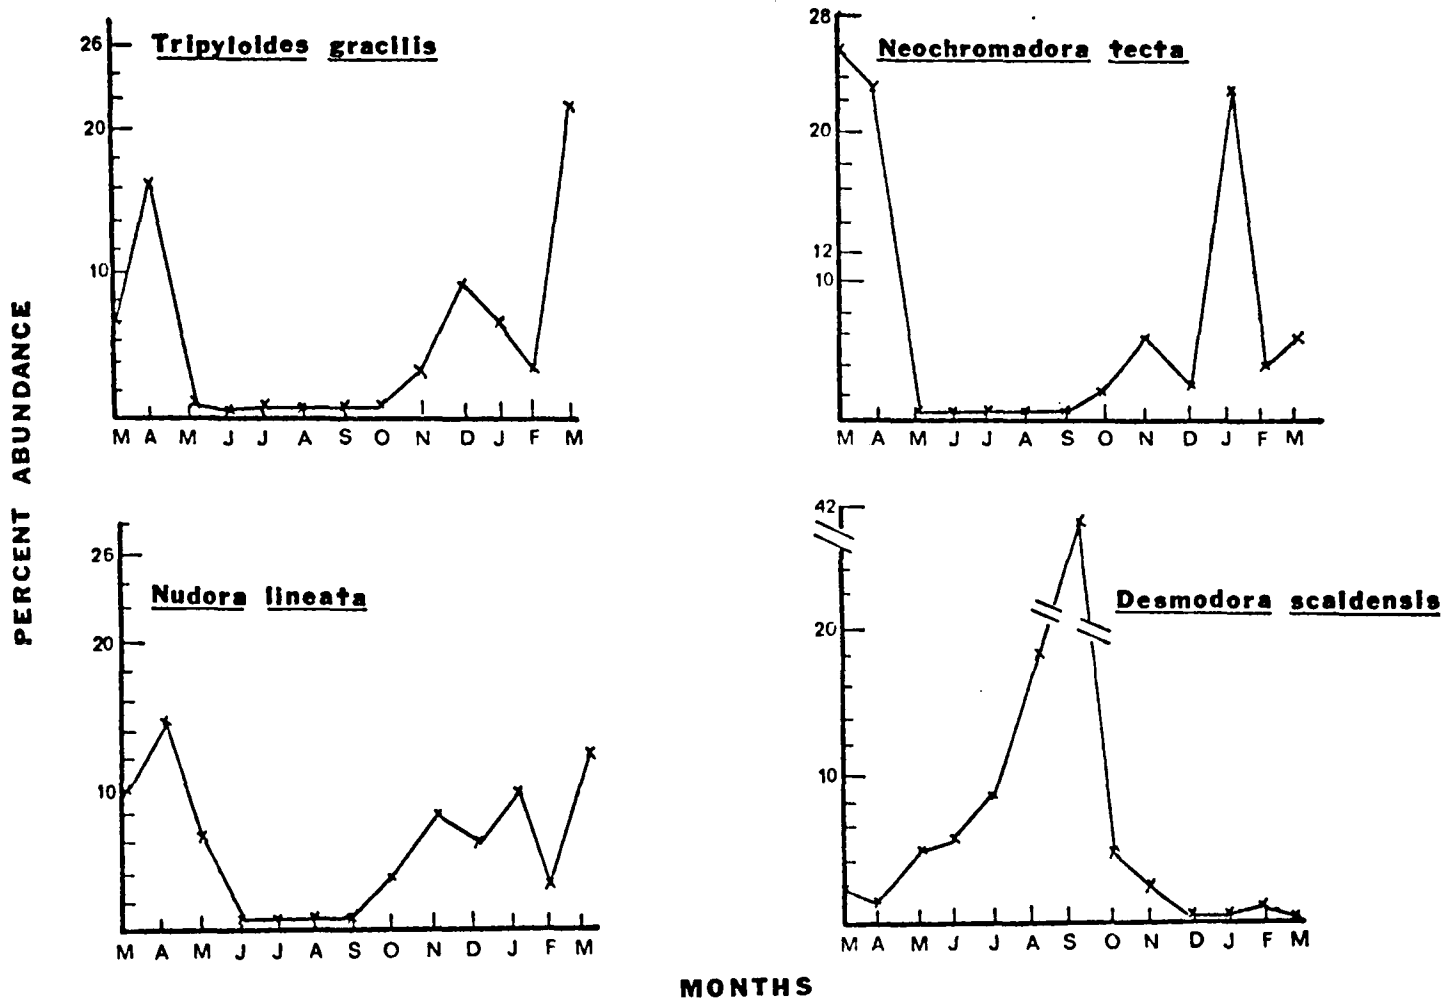 PERCENT ABUNDANCE
Tripyloides gracilis
26
20
10
M A M J J A S O N D J F M
Neochromadora tecta
28
20
12
10
M A M J J A S O N D J F M
Nudora lineata
26
20
10
M A M J J A S O N D J F M
Desmodora scaldensis
42
20
10
M A M J J A S O N D J F M
MONTHS